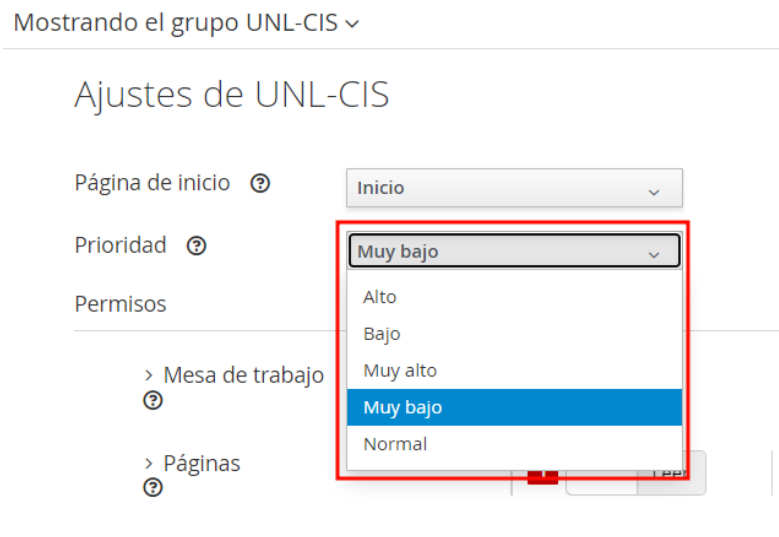 Mostrando el grupo UNL-CIS
Ajustes de UNL-CIS
Página de inicio
Inicio
Prioridad
Muy bajo
Permisos
Alto
Bajo
Muy alto
Muy bajo
Normal
Mesa de trabajo
Páginas
Leer